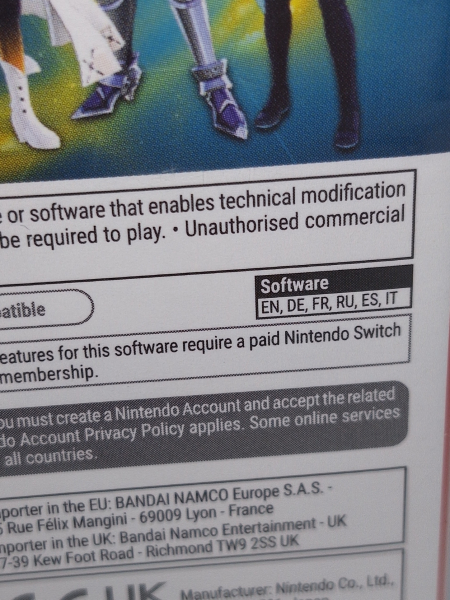 or software that enables technical modification
be required to play. • Unauthorised commercial
Software
atible
EN, DE, FR, RU, ES, IT
eatures for this software require a paid Nintendo Switch
membership.
ou must create a Nintendo Account and accept the related
do Account Privacy Policy applies. Some online services
all countries.
porter in the EU: BANDAI NAMCO Europe S.A.S. -
Rue Félix Mangini - 69009 Lyon - France
porter in the UK: Bandai Namco Entertainment - UK
7-39 Kew Foot Road - Richmond TW9 2SS UK
UK
Manufacturer: Nintendo Co., Ltd.,